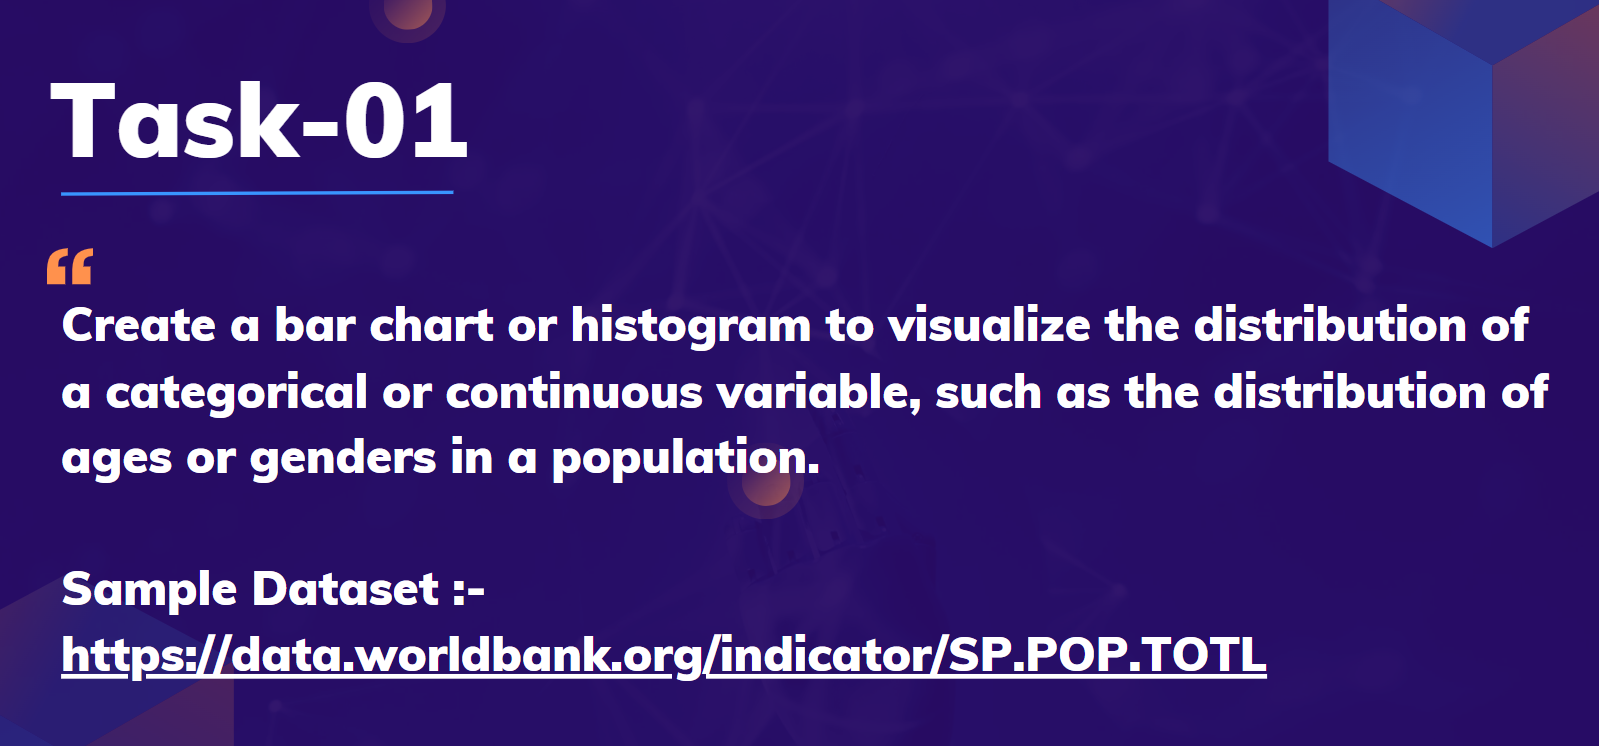 Task-01
“
Create a bar chart or histogram to visualize the distribution of
a categorical or continuous variable, such as the distribution of
ages or genders in a population.
Sample Dataset :-
https://data.worldbank.org/indicator/SP.POP.TOTL